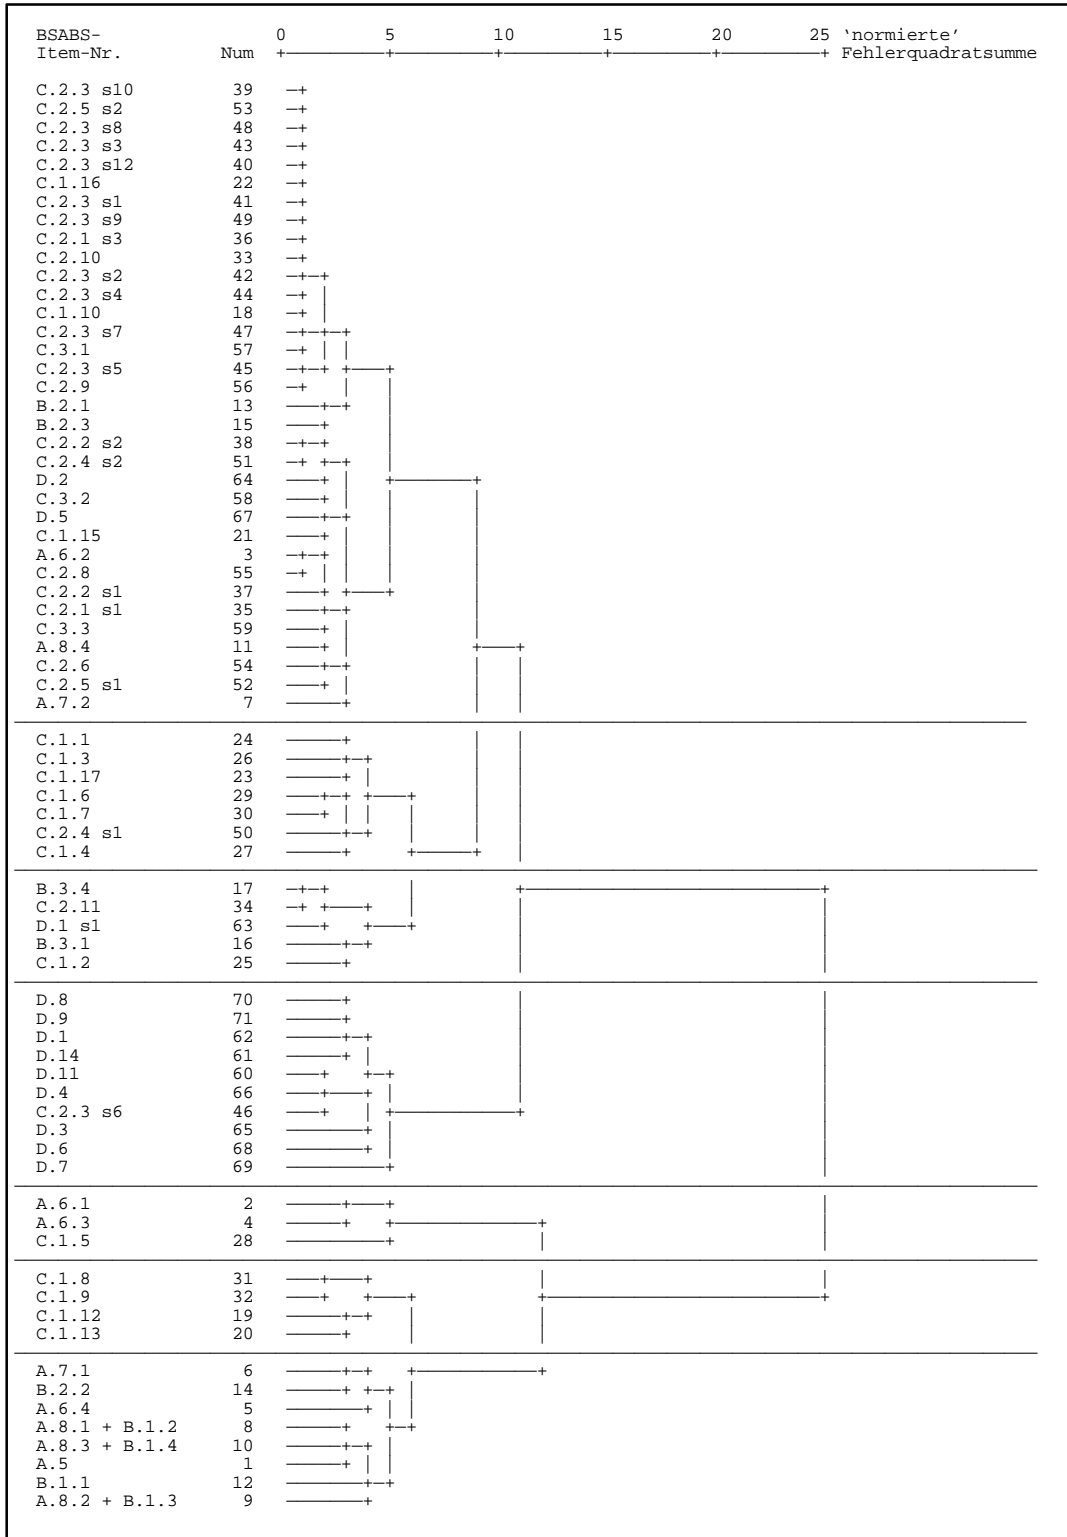 BSABS- 0 5 10 15 20 25 'normierte'
Item-Nr. Num Fehlerquadratsumme
C.2.3 s10 39
C.2.5 s2 53
C.2.3 s8 48
C.2.3 s3 43
C.2.3 s12 40
C.1.16 22
C.2.3 s1 41
C.2.3 s9 49
C.2.1 s3 36
C.2.10 33
C.2.3 s2 42
C.2.3 s4 44
C.1.10 18
C.2.3 s7 47
C.3.1 57
C.2.3 s5 45
C.2.9 56
B.2.1 13
B.2.3 15
C.2.2 s2 38
C.2.4 s2 51
D.2 64
C.3.2 58
D.5 67
C.1.15 21
A.6.2 3
C.2.8 55
C.2.2 s1 37
C.2.1 s1 35
C.3.3 59
A.8.4 11
C.2.6 54
C.2.5 s1 52
A.7.2 7
C.1.1 24
C.1.3 26
C.1.17 23
C.1.6 29
C.1.7 30
C.2.4 s1 50
C.1.4 27
B.3.4 17
C.2.11 34
D.1 s1 63
B.3.1 16
C.1.2 25
D.8 70
D.9 71
D.1 62
D.14 61
D.11 60
D.4 66
C.2.3 s6 46
D.3 65
D.6 68
D.7 69
A.6.1 2
A.6.3 4
C.1.5 28
C.1.8 31
C.1.9 32
C.1.12 19
C.1.13 20
A.7.1 6
B.2.2 14
A.6.4 5
A.8.1 + B.1.2 8
A.8.3 + B.1.4 10
A.5 1
B.1.1 12
A.8.2 + B.1.3 9